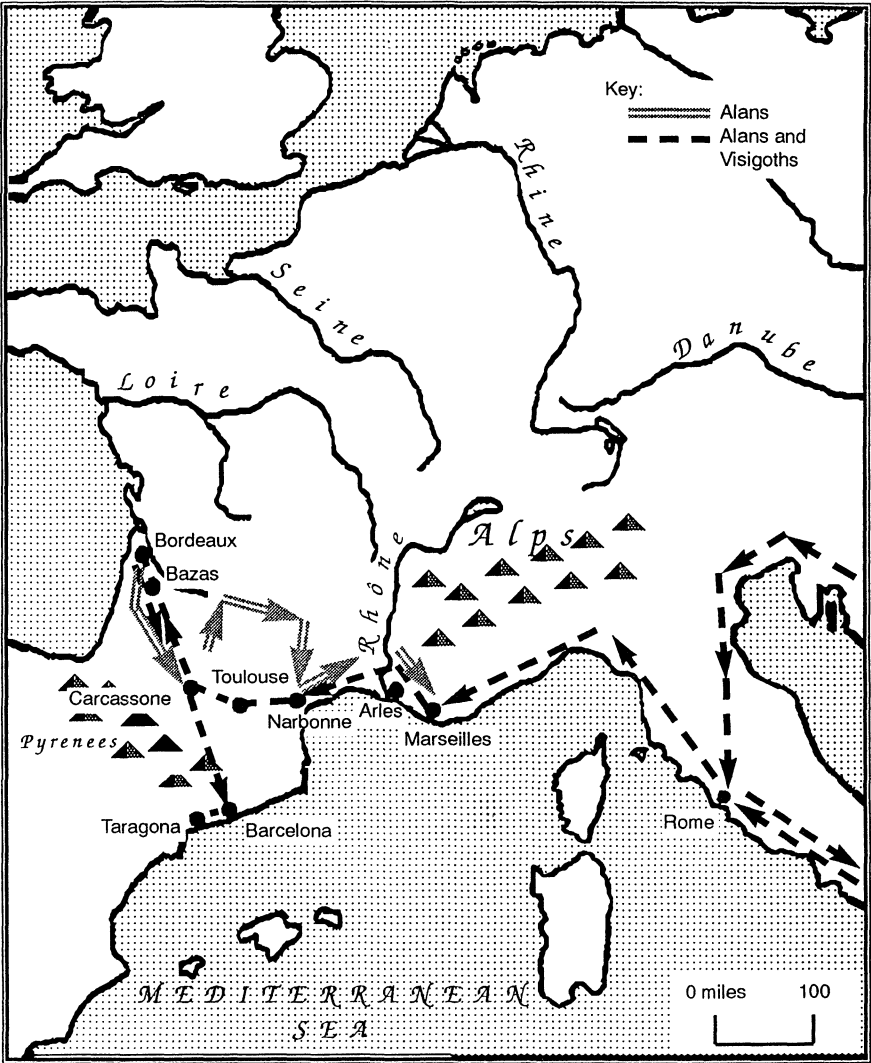 Key:
Alans
Alans and
Visigoths
Rhine
Seine
Danube
Loire
Alps
Bordeaux
Bazas
Rhône
Toulouse
Carcassone
Narbonne
Arles
Marseilles
Pyrenees
Taragona
Barcelona
Rome
MEDITERRANEAN
SEA
0 miles 100